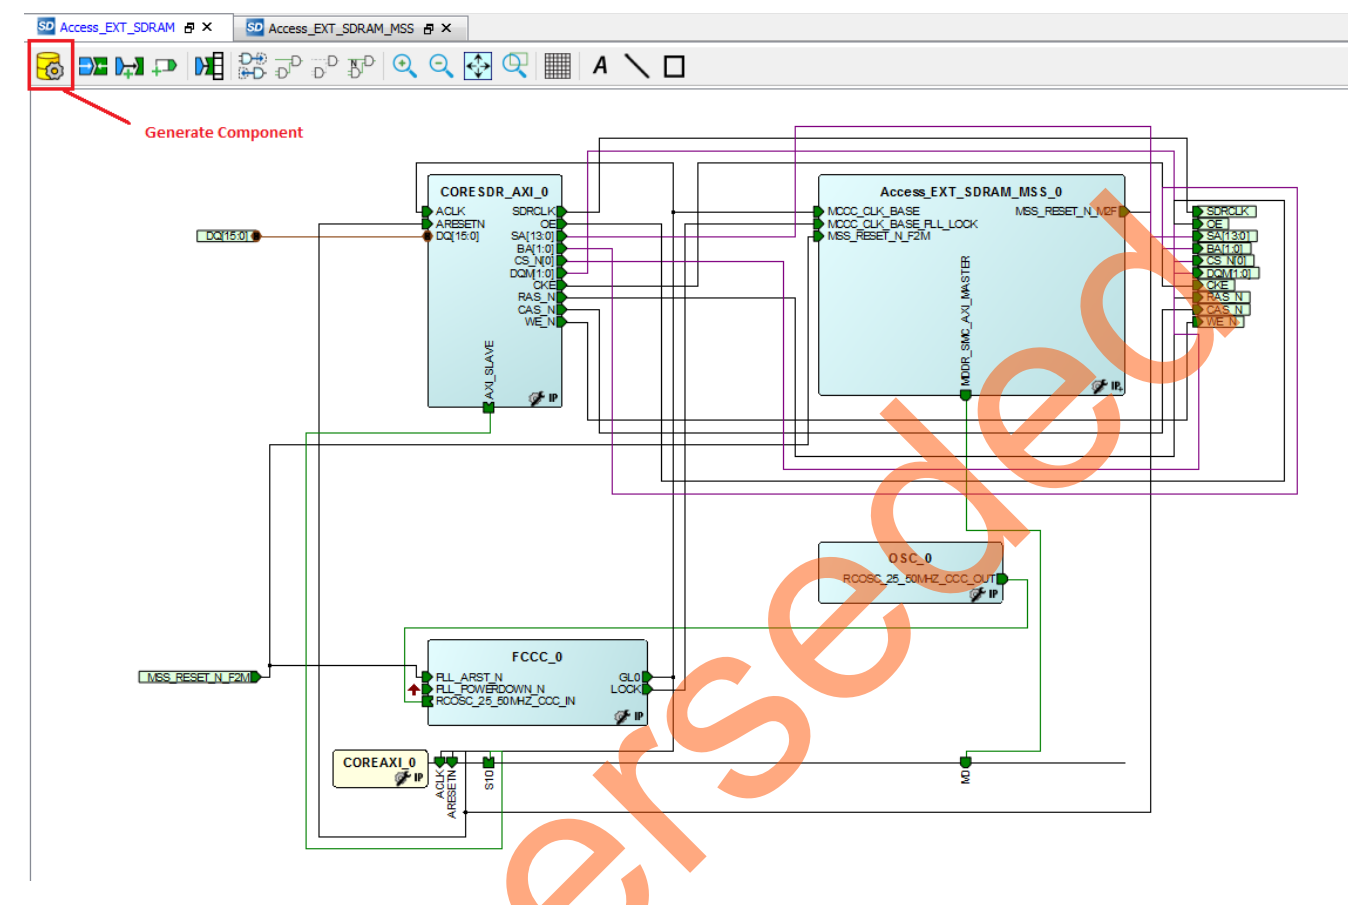 SD Access_EXT_SDRAM
SD Access_EXT_SDRAM_MSS
A
Generate Component
CORESDR_AXI_0
ACLK
ARESETN
DQ[15:0]
SDRCLK
OE
SA[13:0]
BA[1:0]
CS_N[0]
DQM[1:0]
CKE
RAS_N
CAS_N
WE_N
AXI_SLAVE
IP
DQ[15:0]
Access_EXT_SDRAM_MSS_0
MCCC_CLK_BASE
MCCC_CLK_BASE_PLL_LOCK
MSS_RESET_N_F2M
MSS_RESET_N_M2F
MDDR_SMC_AXI_MASTER
IP
SDRCLK
OE
SA[13:0]
BA[1:0]
CS_N[0]
DQM[1:0]
CKE
RAS_N
CAS_N
WE_N
OSC_0
RCOSC_25_50MHZ_CCC_OUT
IP
FCCC_0
PLL_ARST_N
PLL_POWERDOWN_N
RCOSC_25_50MHZ_CCC_IN
GL0
LOCK
IP
MSS_RESET_N_F2M
COREAXI_0
IP
ACLK
ARESETN
S10
M0
erseded